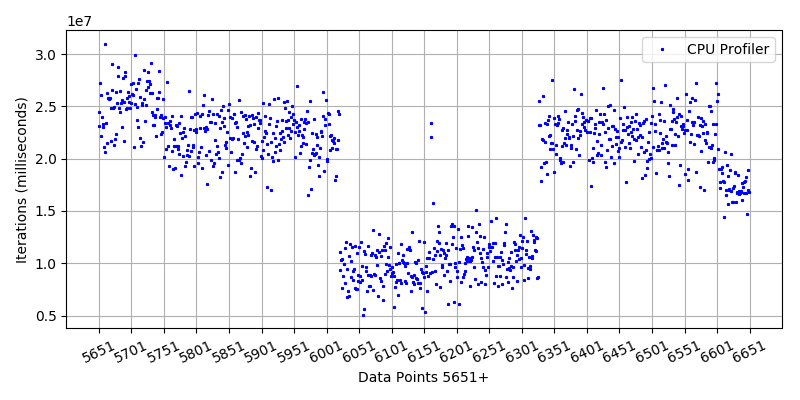 1e7
CPU Profiler
3.0
2.5
2.0
1.5
1.0
0.5
Iterations (milliseconds)
5651 5701 5751 5801 5851 5901 5951 6001 6051 6101 6151 6201 6251 6301 6351 6401 6451 6501 6551 6601 6651
Data Points 5651+